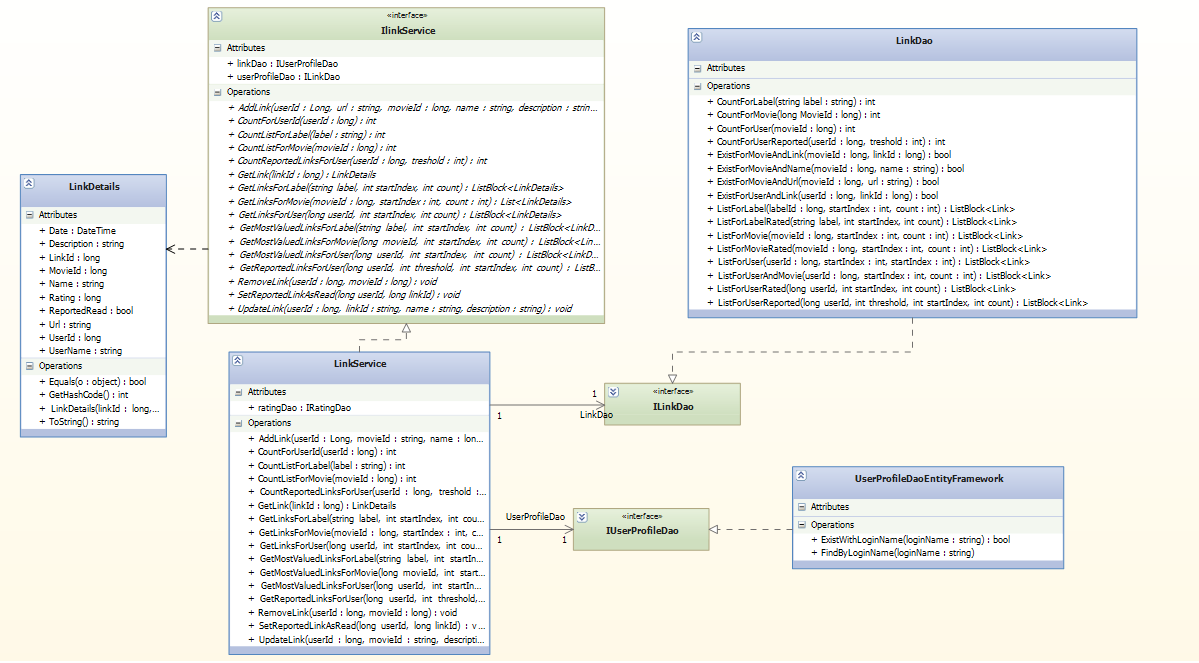 «interface»
IlinkService
Attributes
+ linkDao : IUserProfileDao
+ userProfileDao : ILinkDao
Operations
+ AddLink(userId : Long, url : string, movieId : long, name : string, description : strin...
+ CountForUserId(userId : long) : int
+ CountListForLabel(label : string) : int
+ CountListForMovie(movieId : long) : int
+ CountReportedLinksForUser(userId : long, treshold : int) : int
+ GetLink(linkId : long) : LinkDetails
+ GetLinksForLabel(string label, int startIndex, int count) : ListBlock<LinkDetails>
+ GetLinksForMovie(movieId : long, startIndex : int, count : int) : List<LinkDetails>
+ GetLinksForUser(long userId, int startIndex, int count) : ListBlock<LinkDetails>
+ GetMostValuedLinksForLabel(string label, int startIndex, int count) : ListBlock<LinkD...
+ GetMostValuedLinksForMovie(long movieId, int startIndex, int count) : ListBlock<Lin...
+ GetMostValuedLinksForUser(long userId, int startIndex, int count) : ListBlock<LinkD...
+ GetReportedLinksForUser(long userId, int threshold, int startIndex, int count) : ListB...
+ RemoveLink(userId : long, movieId : long) : void
+ SetReportedLinkAsRead(long userId, long linkId) : void
+ UpdateLink(userId : long, linkId : string, name : string, description : string) : void
LinkDao
Attributes
Operations
+ CountForLabel(string label : string) : int
+ CountForMovie(long MovieId : long) : int
+ CountForUser(movieId : long) : int
+ CountForUserReported(userId : long, treshold : int) : int
+ ExistForMovieAndLink(movieId : long, linkId : long) : bool
+ ExistForMovieAndName(movieId : long, name : string) : bool
+ ExistForMovieAndUrl(movieId : long, url : string) : bool
+ ExistForUserAndLink(userId : long, linkId : long) : bool
+ ListForLabel(labelId : long, startIndex : int, count : int) : ListBlock<Link>
+ ListForLabelRated(string label, int startIndex, int count) : ListBlock<Link>
+ ListForMovie(movieId : long, startIndex : int, count : int) : ListBlock<Link>
+ ListForMovieRated(movieId : long, startIndex : int, count : int) : ListBlock<Link>
+ ListForUser(userId : long, startIndex : int, startIndex : int) : ListBlock<Link>
+ ListForUserAndMovie(userId : long, startIndex : int, count : int) : ListBlock<Link>
+ ListForUserRated(long userId, int startIndex, int count) : ListBlock<Link>
+ ListForUserReported(long userId, int threshold, int startIndex, int count) : ListBlock<Link>
LinkDetails
Attributes
+ Date : DateTime
+ Description : string
+ LinkId : long
+ MovieId : long
+ Name : string
+ Rating : long
+ ReportedRead : bool
+ Url : string
+ UserId : long
+ UserName : string
Operations
+ Equals(o : object) : bool
+ GetHashCode() : int
+ LinkDetails(linkId : long,...
+ ToString() : string
LinkService
Attributes
+ ratingDao : IRatingDao
Operations
+ AddLink(userId : Long, movieId : string, name : lon...
+ CountForUserId(userId : long) : int
+ CountListForLabel(label : string) : int
+ CountListForMovie(movieId : long) : int
+ CountReportedLinksForUser(userId : long, treshold :...
+ GetLink(linkId : long) : LinkDetails
+ GetLinksForLabel(string label, int startIndex, int cou...
+ GetLinksForMovie(movieId : long, startIndex : int, c...
+ GetLinksForUser(long userId, int startIndex, int cou...
+ GetMostValuedLinksForLabel(string label, int startIn...
+ GetMostValuedLinksForMovie(long movieId, int start...
+ GetMostValuedLinksForUser(long userId, int startIn...
+ GetReportedLinksForUser(long userId, int threshold,...
+ RemoveLink(userId : long, movieId : long) : void
+ SetReportedLinkAsRead(long userId, long linkId) : v...
+ UpdateLink(userId : long, movieId : string, descripti...
1
1
LinkDao
«interface»
ILinkDao
UserProfileDao
1
1
«interface»
IUserProfileDao
UserProfileDaoEntityFramework
Attributes
Operations
+ ExistWithLoginName(loginName : string) : bool
+ FindByLoginName(loginName : string)